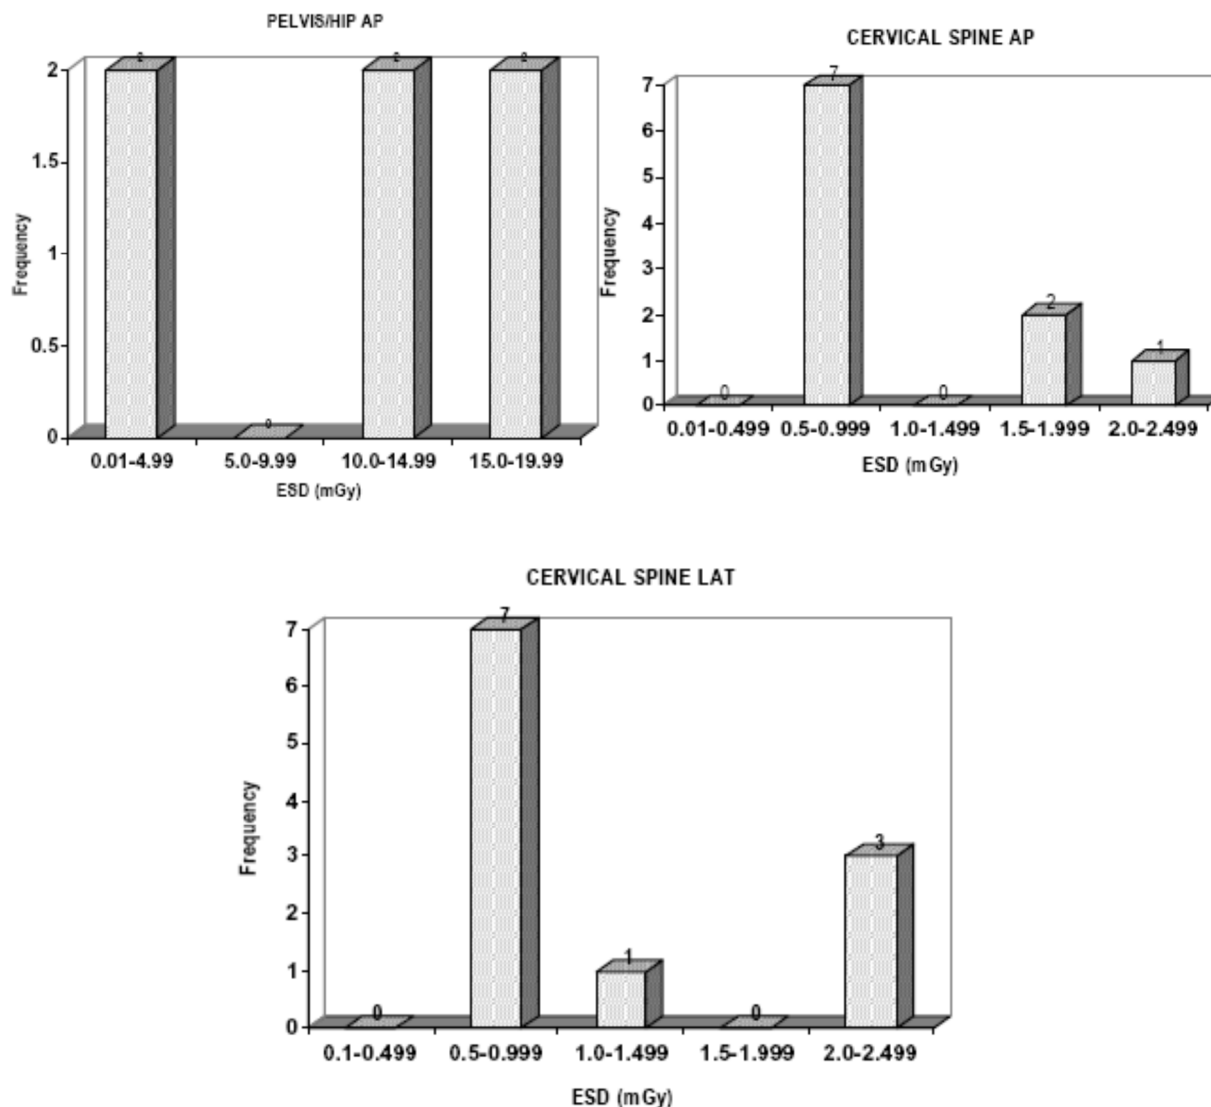 PELVIS/HIP AP
2
1.5
1
0.5
0
Frequency
2
0
2
2
0.01-4.99 5.0-9.99 10.0-14.99 15.0-19.99
ESD (mGy)
CERVICAL SPINE AP
7
6
5
4
3
2
1
0
Frequency
0
7
0
2
1
0.01-0.499 0.5-0.999 1.0-1.499 1.5-1.999 2.0-2.499
ESD (mGy)
CERVICAL SPINE LAT
7
6
5
4
3
2
1
0
Frequency
0
7
1
0
3
0.1-0.499 0.5-0.999 1.0-1.499 1.5-1.999 2.0-2.499
ESD (mGy)